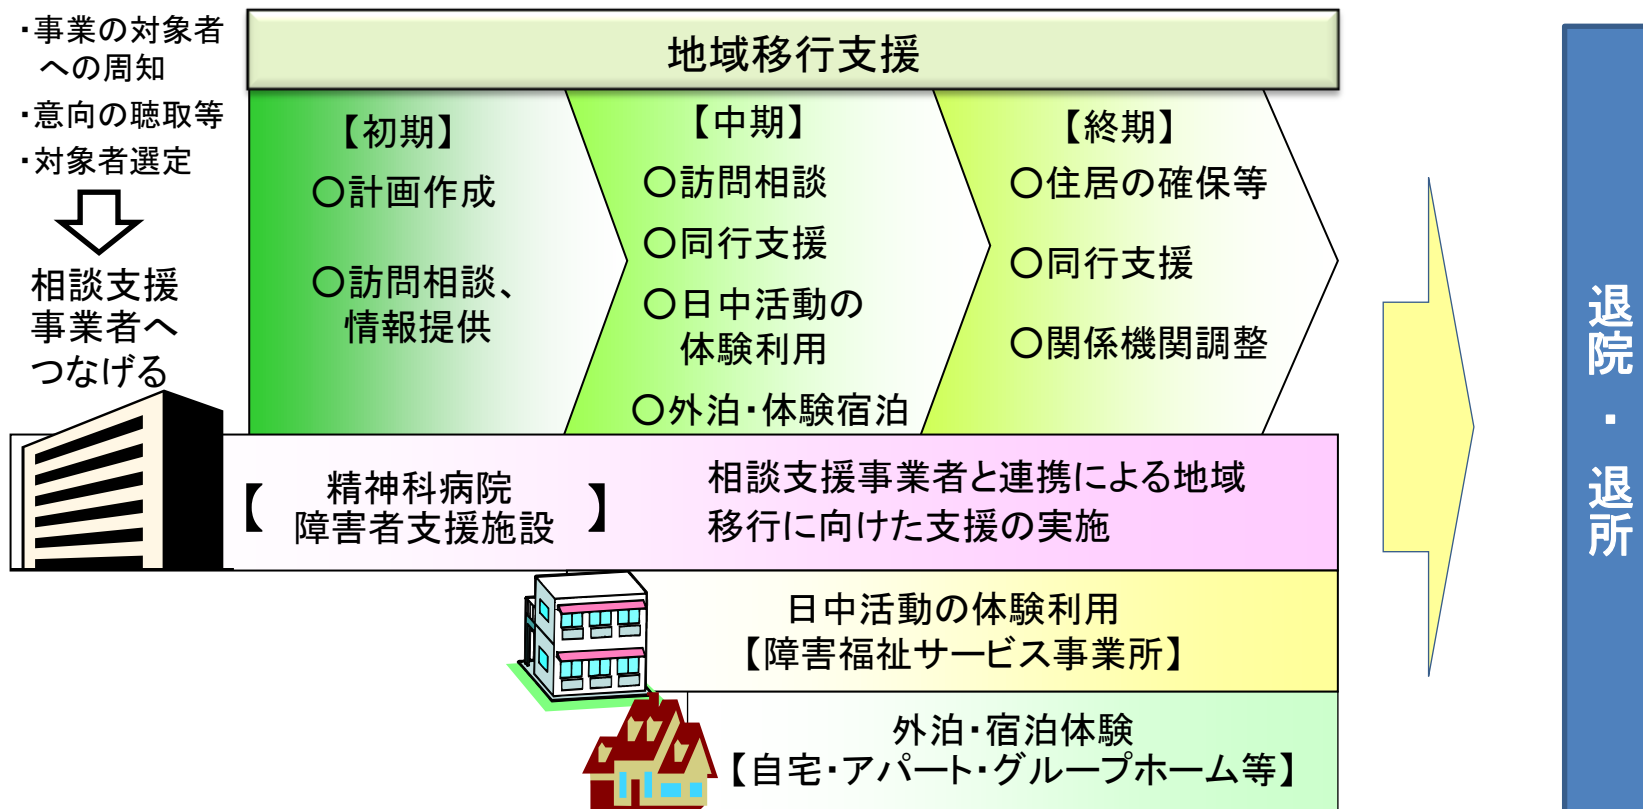 ・事業の対象者
への周知
・意向の聴取等
・対象者選定
相談支援
事業者へ
つなげる
地域移行支援
【初期】
〇計画作成
〇訪問相談、
情報提供
【中期】
〇訪問相談
〇同行支援
〇日中活動の
体験利用
〇外泊・体験宿泊
【終期】
〇住居の確保等
〇同行支援
〇関係機関調整
【 精神科病院
障害者支援施設 】
相談支援事業者と連携による地域
移行に向けた支援の実施
日中活動の体験利用
【障害福祉サービス事業所】
外泊・宿泊体験
【自宅・アパート・グループホーム等】
退院・退所